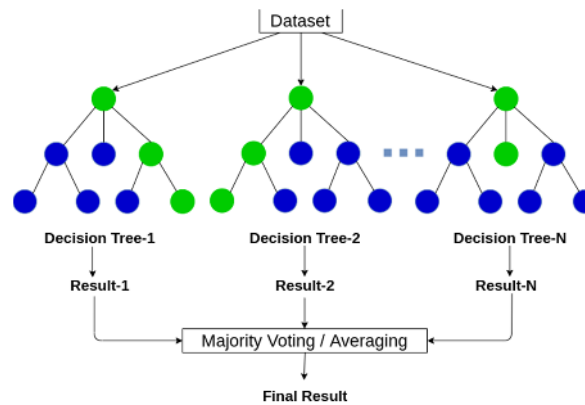 Dataset
Decision Tree-1
Decision Tree-2
Decision Tree-N
Result-1
Result-2
Result-N
Majority Voting / Averaging
Final Result